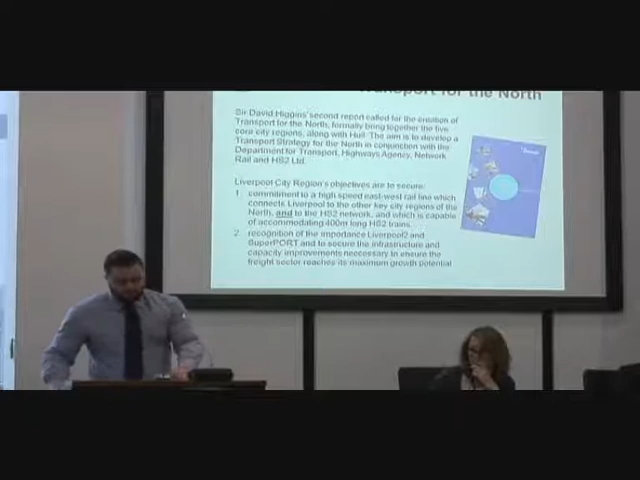 Transport for the North
Sir David Higgins' second report called for the creation of
Transport for the North, formally bring together the five
core city regions, along with Hull. The aim is to develop a
Transport Strategy for the North in conjunction with the
Department for Transport, Highways Agency, Network
Rail and HS2 Ltd.
Liverpool City Region's objectives are to secure:
1 commitment to a high speed east-west rail line which
connects Liverpool to the other key city regions of the
North, and to the HS2 network, and which is capable
of accommodating 400m long HS2 trains.
2 recognition of the importance Liverpool2 and
SuperPORT and to secure the infrastructure and
capacity improvements neccessary to ensure the
freight sector reaches its maximum growth potential